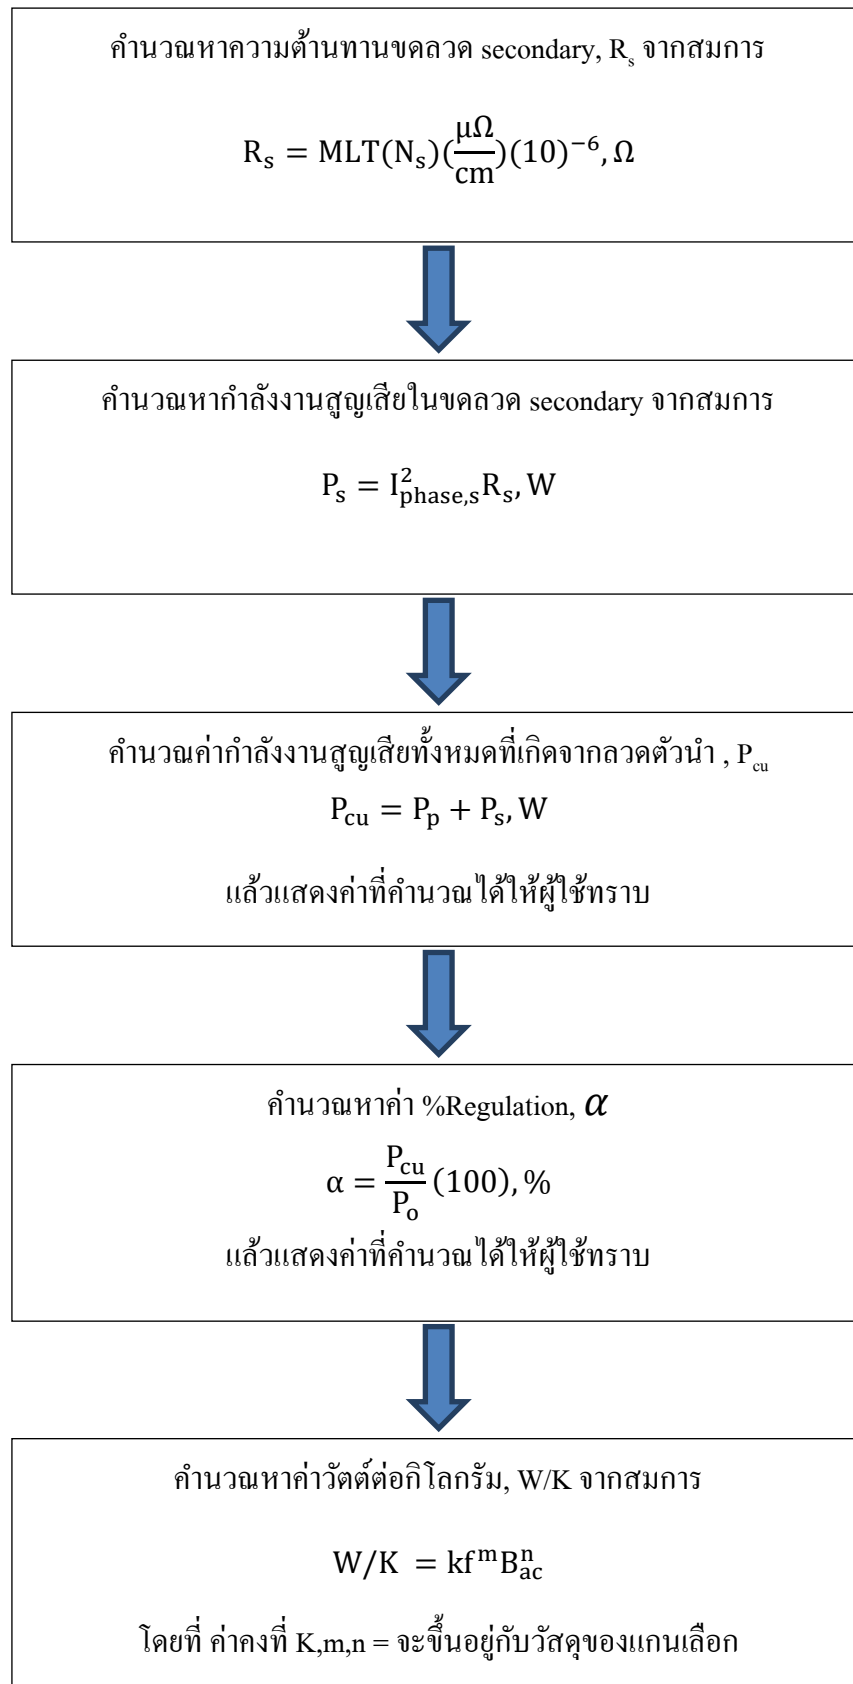 คำนวณหาความต้านทานขดลวด secondary, Rₛ จากสมการ
Rₛ = MLT(Nₛ)(μΩ/cm)(10)⁻⁶, Ω
คำนวณหากำลังงานสูญเสียในขดลวด secondary จากสมการ
Pₛ = I²phase,s Rₛ, W
คำนวณค่ากำลังงานสูญเสียทั้งหมดที่เกิดจากลวดตัวนำ , P_cu
P_cu = P_p + Pₛ, W
แล้วแสดงค่าที่คำนวณได้ให้ผู้ใช้ทราบ
คำนวณหาค่า %Regulation, α
α = P_cu/P_o (100), %
แล้วแสดงค่าที่คำนวณได้ให้ผู้ใช้ทราบ
คำนวณหาค่าวัตต์ต่อกิโลกรัม, W/K จากสมการ
W/K = kfᵐBⁿ_ac
โดยที่ ค่าคงที่ K,m,n = จะขึ้นอยู่กับวัสดุของแกนเลือก